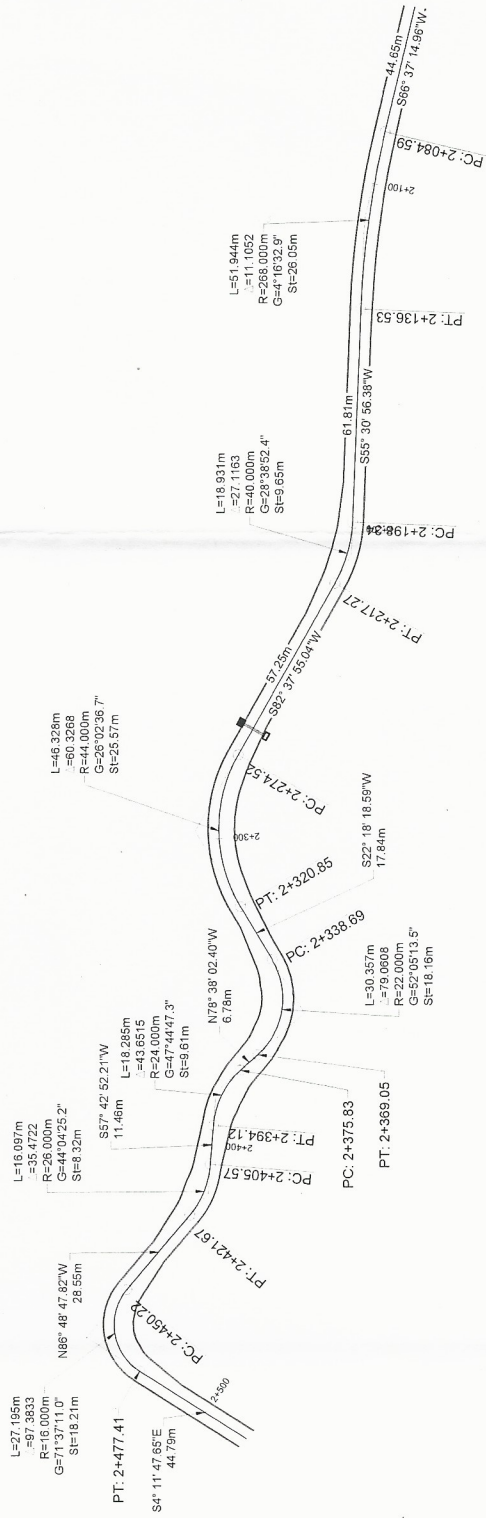 44.65m
S66° 37' 14.96"W
PC: 2+084.59
2+100
L=51.944m
△=11.1052
R=268.000m
G=4°16'32.9"
St=26.05m
PT: 2+136.53
61.81m
S55° 30' 56.38"W
L=18.931m
△=27.1163
R=40.000m
G=28°38'52.4"
St=9.65m
PC: 2+198.34
PT: 2+217.27
57.25m
S82° 37' 55.04"W
PC: 2+274.52
L=46.328m
△=60.3268
R=44.000m
G=26°02'36.7"
St=25.57m
2+300
PT: 2+320.85
S22° 18' 18.59"W
17.84m
PC: 2+338.69
L=30.357m
△=79.0608
R=22.000m
G=52°05'13.5"
St=18.16m
PT: 2+369.05
N78° 38' 02.40"W
6.78m
PC: 2+375.83
L=18.285m
△=43.6515
R=24.000m
G=47°44'47.3"
St=9.61m
PT: 2+394.12
S57° 42' 52.21"W
11.46m
2+400
PC: 2+405.57
L=16.097m
△=35.4722
R=26.000m
G=44°04'25.2"
St=8.32m
PT: 2+421.67
N86° 48' 47.82"W
28.55m
PC: 2+450.22
L=27.195m
△=97.3833
R=16.000m
G=71°37'11.0"
St=18.21m
PT: 2+477.41
S4° 11' 47.65"E
44.79m
2+500